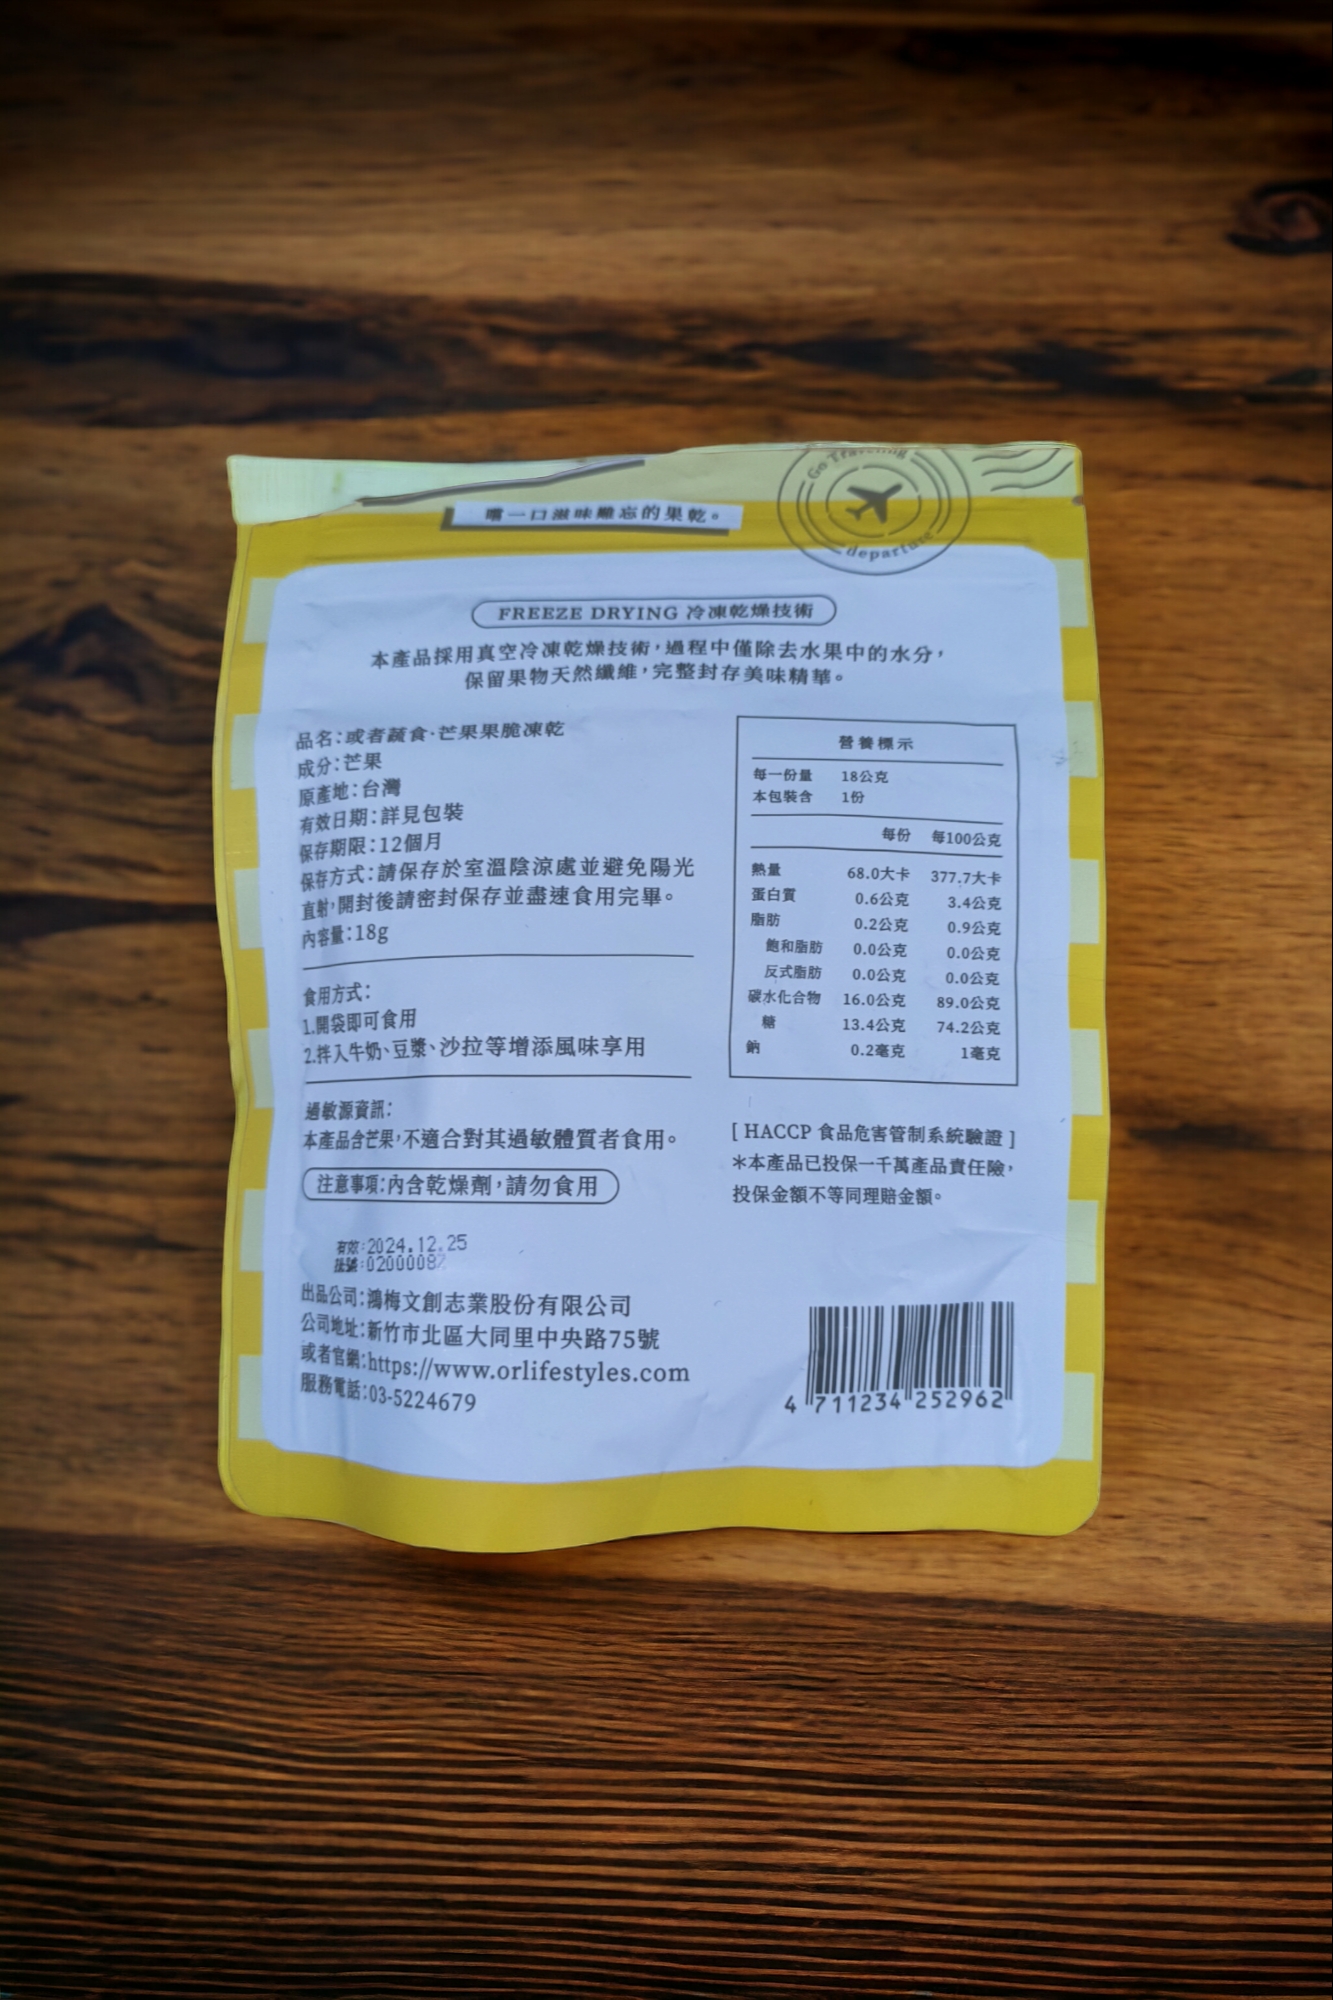 嚐一口滋味難忘的果乾。
Go Traveling
departure
FREEZE DRYING 冷凍乾燥技術
本產品採用真空冷凍乾燥技術，過程中僅除去水果中的水分，
保留果物天然纖維，完整封存美味精華。
品名：或者蔬食·芒果果脆凍乾
成分：芒果
原產地：台灣
有效日期：詳見包裝
保存期限：12個月
保存方式：請保存於室溫陰涼處並避免陽光
直射，開封後請密封保存並盡速食用完畢。
內容量：18g
食用方式：
1.開袋即可食用
2.拌入牛奶、豆漿、沙拉等增添風味享用
過敏源資訊：
本產品含芒果，不適合對其過敏體質者食用。
注意事項：內含乾燥劑，請勿食用
有效:2024.12.25
批號:02000082
出品公司：鴻梅文創志業股份有限公司
公司地址：新竹市北區大同里中央路75號
或者官網：https://www.orlifestyles.com
服務電話：03-5224679
營養標示
每一份量 18公克
本包裝含 1份
每份 每100公克
熱量 68.0大卡 377.7大卡
蛋白質 0.6公克 3.4公克
脂肪 0.2公克 0.9公克
飽和脂肪 0.0公克 0.0公克
反式脂肪 0.0公克 0.0公克
碳水化合物 16.0公克 89.0公克
糖 13.4公克 74.2公克
鈉 0.2毫克 1毫克
[ HACCP 食品危害管制系統驗證 ]
＊本產品已投保一千萬產品責任險，
投保金額不等同理賠金額。
4 711234 252962